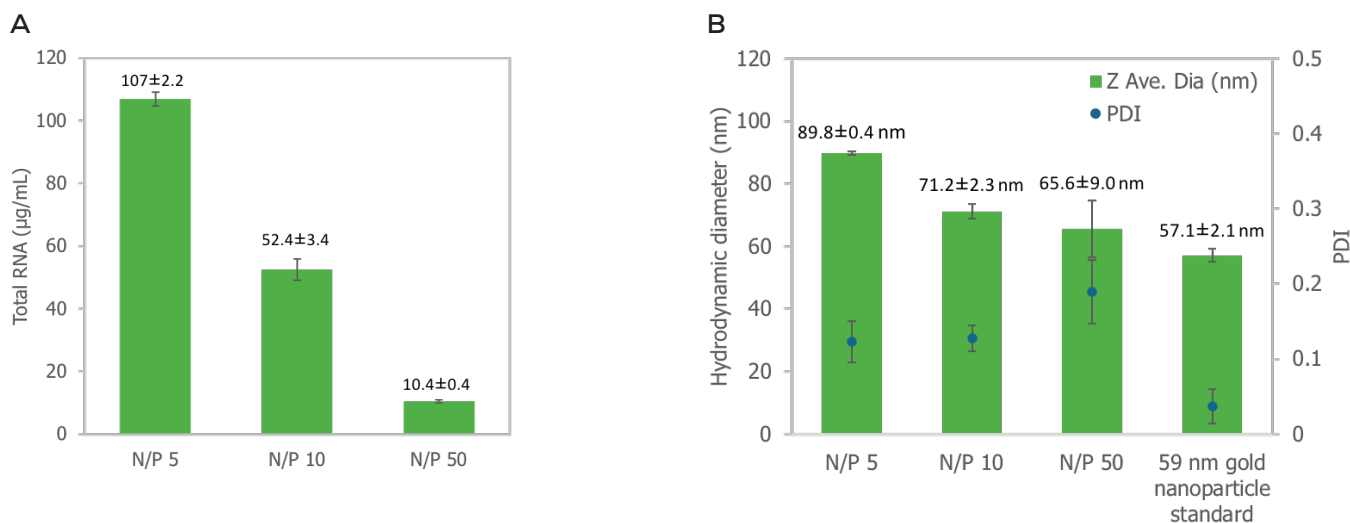 A
Total RNA (µg/mL)
120
100
80
60
40
20
0
107±2.2
52.4±3.4
10.4±0.4
N/P 5
N/P 10
N/P 50
B
Hydrodynamic diameter (nm)
120
100
80
60
40
20
0
89.8±0.4 nm
71.2±2.3 nm
65.6±9.0 nm
57.1±2.1 nm
Z Ave. Dia (nm)
PDI
0.5
0.4
0.3
0.2
0.1
0
PDI
N/P 5
N/P 10
N/P 50
59 nm gold
nanoparticle
standard